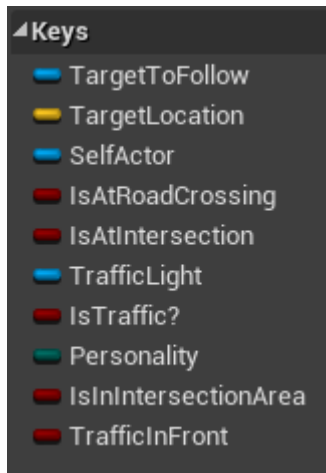 Keys
TargetToFollow
TargetLocation
SelfActor
IsAtRoadCrossing
IsAtIntersection
TrafficLight
IsTraffic?
Personality
IsInIntersectionArea
TrafficInFront